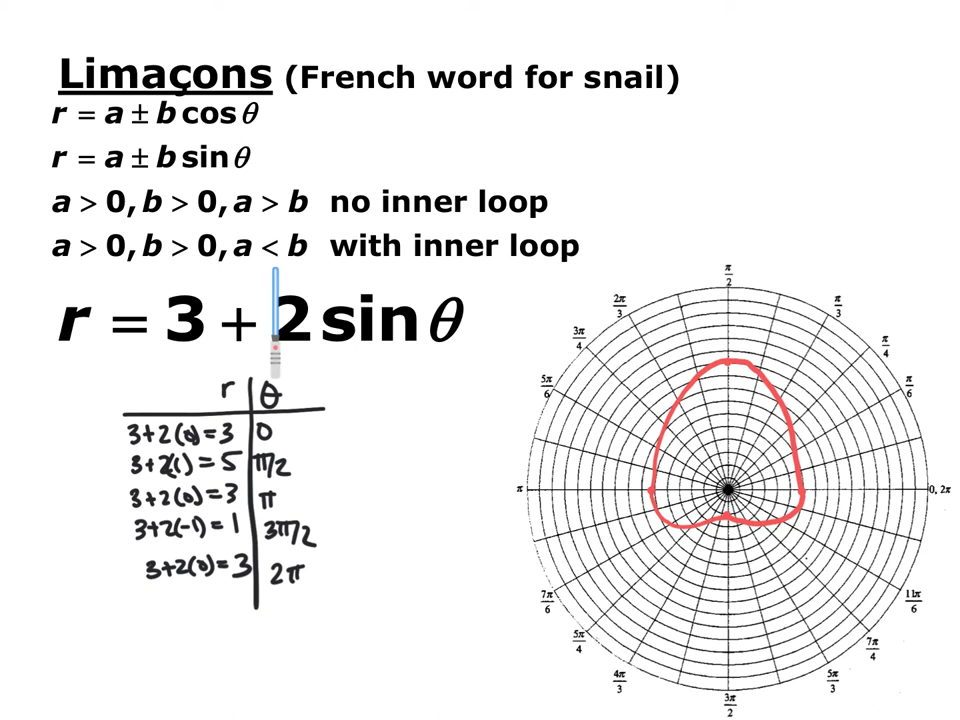 Limaçons (French word for snail)
r = a ± b cos θ
r = a ± b sin θ
a > 0, b > 0, a > b no inner loop
a > 0, b > 0, a < b with inner loop
r = 3 + 2 sin θ
r θ
3+2(0)=3 0
3+2(1)=5 π/2
3+2(0)=3 π
3+2(-1)=1 3π/2
3+2(0)=3 2π
π/2
2π/3 π/3
3π/4 π/4
5π/6 π/6
π 0, 2π
7π/6 11π/6
5π/4 7π/4
4π/3 5π/3
3π/2